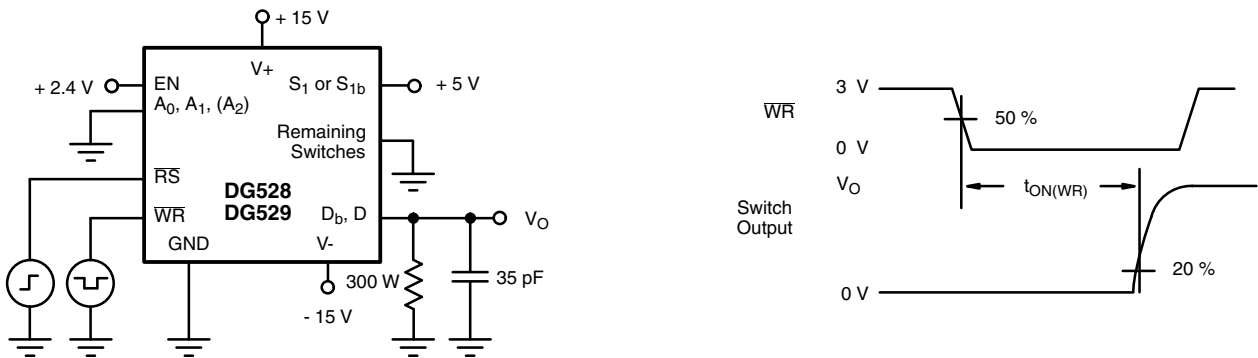 + 15 V
V+
+ 2.4 V
EN
S1 or S1b
+ 5 V
A0, A1, (A2)
Remaining
Switches
RS
DG528
DG529
WR
Db, D
VO
GND
V-
300 W
35 pF
- 15 V
3 V
WR
50 %
0 V
VO
tON(WR)
Switch
Output
20 %
0 V